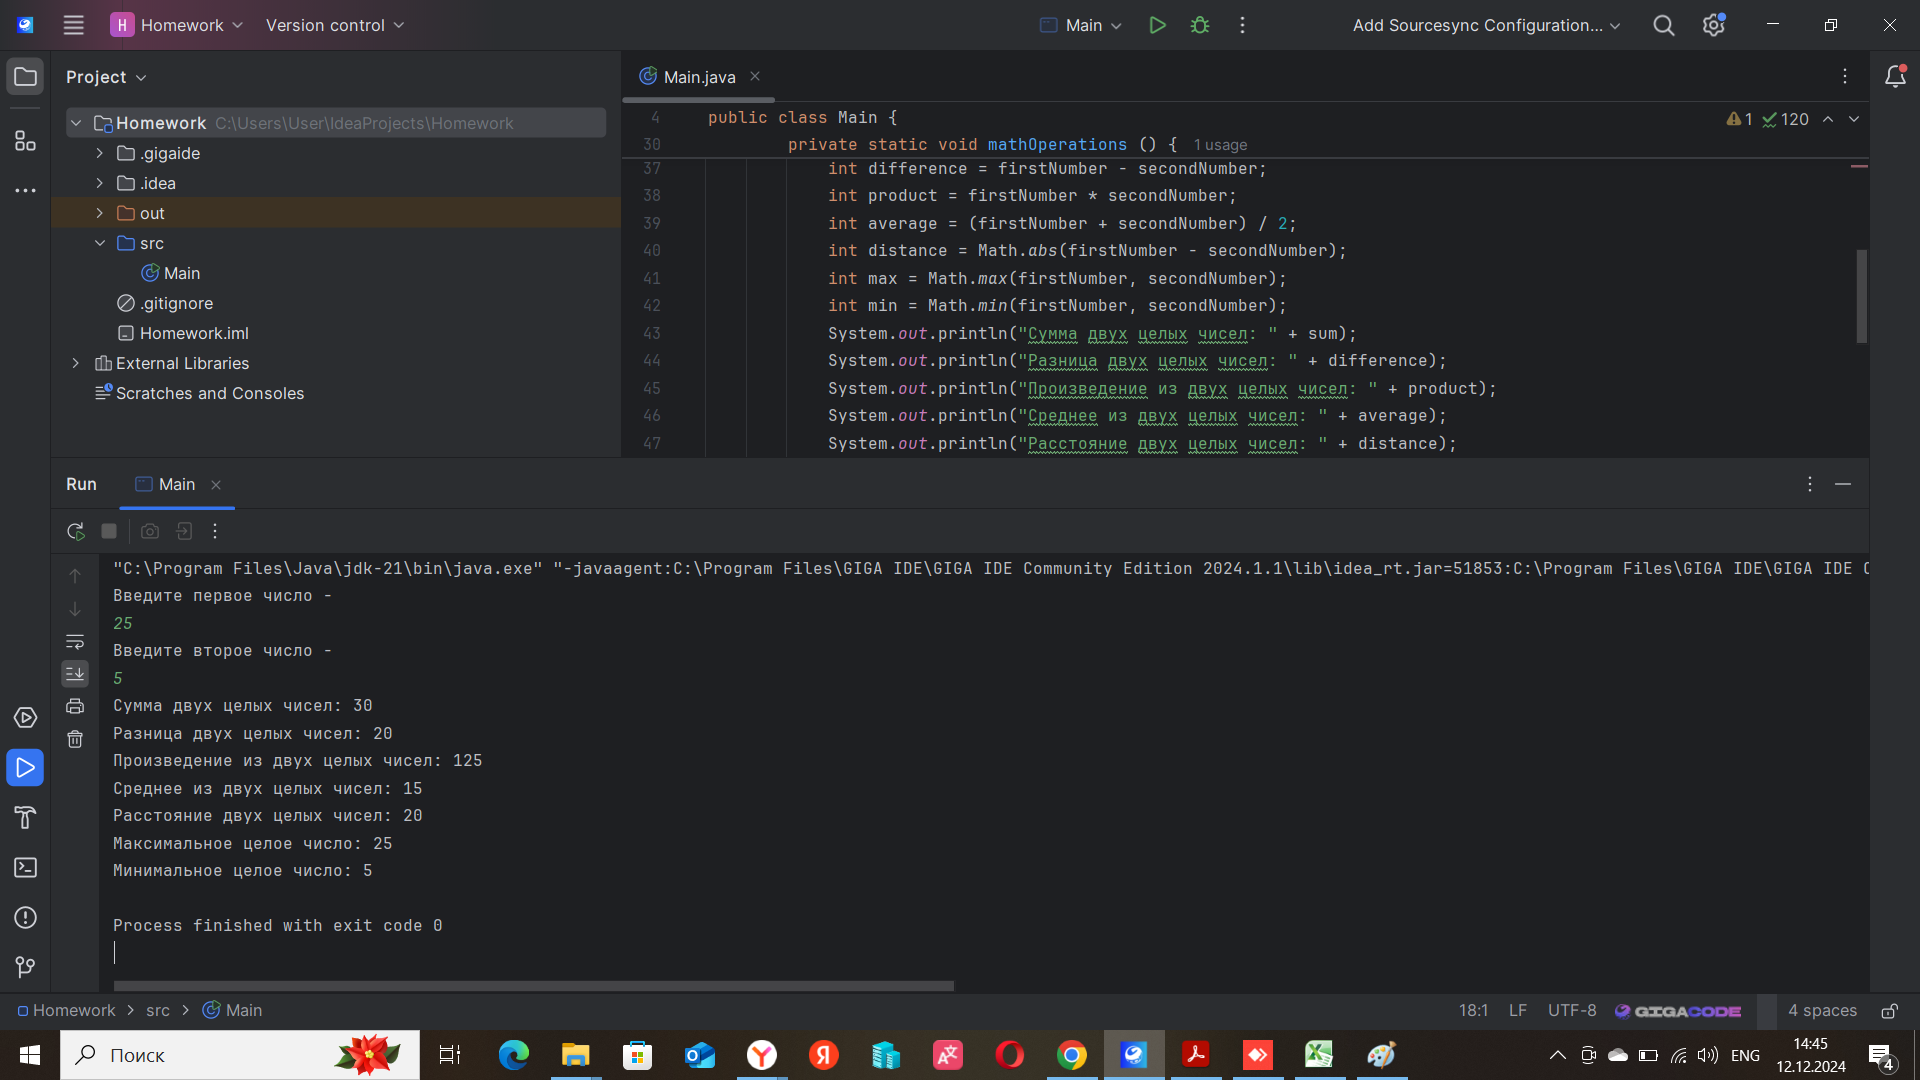 H Homework Version control Main Add Sourcesync Configuration...
Project
Main.java
Homework C:\Users\User\IdeaProjects\Homework
.gigaide
.idea
out
src
Main
.gitignore
Homework.iml
External Libraries
Scratches and Consoles
4 public class Main {
1 120
30 private static void mathOperations () { 1 usage
37 int difference = firstNumber - secondNumber;
38 int product = firstNumber * secondNumber;
39 int average = (firstNumber + secondNumber) / 2;
40 int distance = Math.abs(firstNumber - secondNumber);
41 int max = Math.max(firstNumber, secondNumber);
42 int min = Math.min(firstNumber, secondNumber);
43 System.out.println("Сумма двух целых чисел: " + sum);
44 System.out.println("Разница двух целых чисел: " + difference);
45 System.out.println("Произведение из двух целых чисел: " + product);
46 System.out.println("Среднее из двух целых чисел: " + average);
47 System.out.println("Расстояние двух целых чисел: " + distance);
Run Main
"C:\Program Files\Java\jdk-21\bin\java.exe" "-javaagent:C:\Program Files\GIGA IDE\GIGA IDE Community Edition 2024.1.1\lib\idea_rt.jar=51853:C:\Program Files\GIGA IDE\GIGA IDE C
Введите первое число -
25
Введите второе число -
5
Сумма двух целых чисел: 30
Разница двух целых чисел: 20
Произведение из двух целых чисел: 125
Среднее из двух целых чисел: 15
Расстояние двух целых чисел: 20
Максимальное целое число: 25
Минимальное целое число: 5
Process finished with exit code 0
Homework > src > Main
18:1 LF UTF-8 GIGACODE 4 spaces
Поиск
ENG
14:45
12.12.2024
4